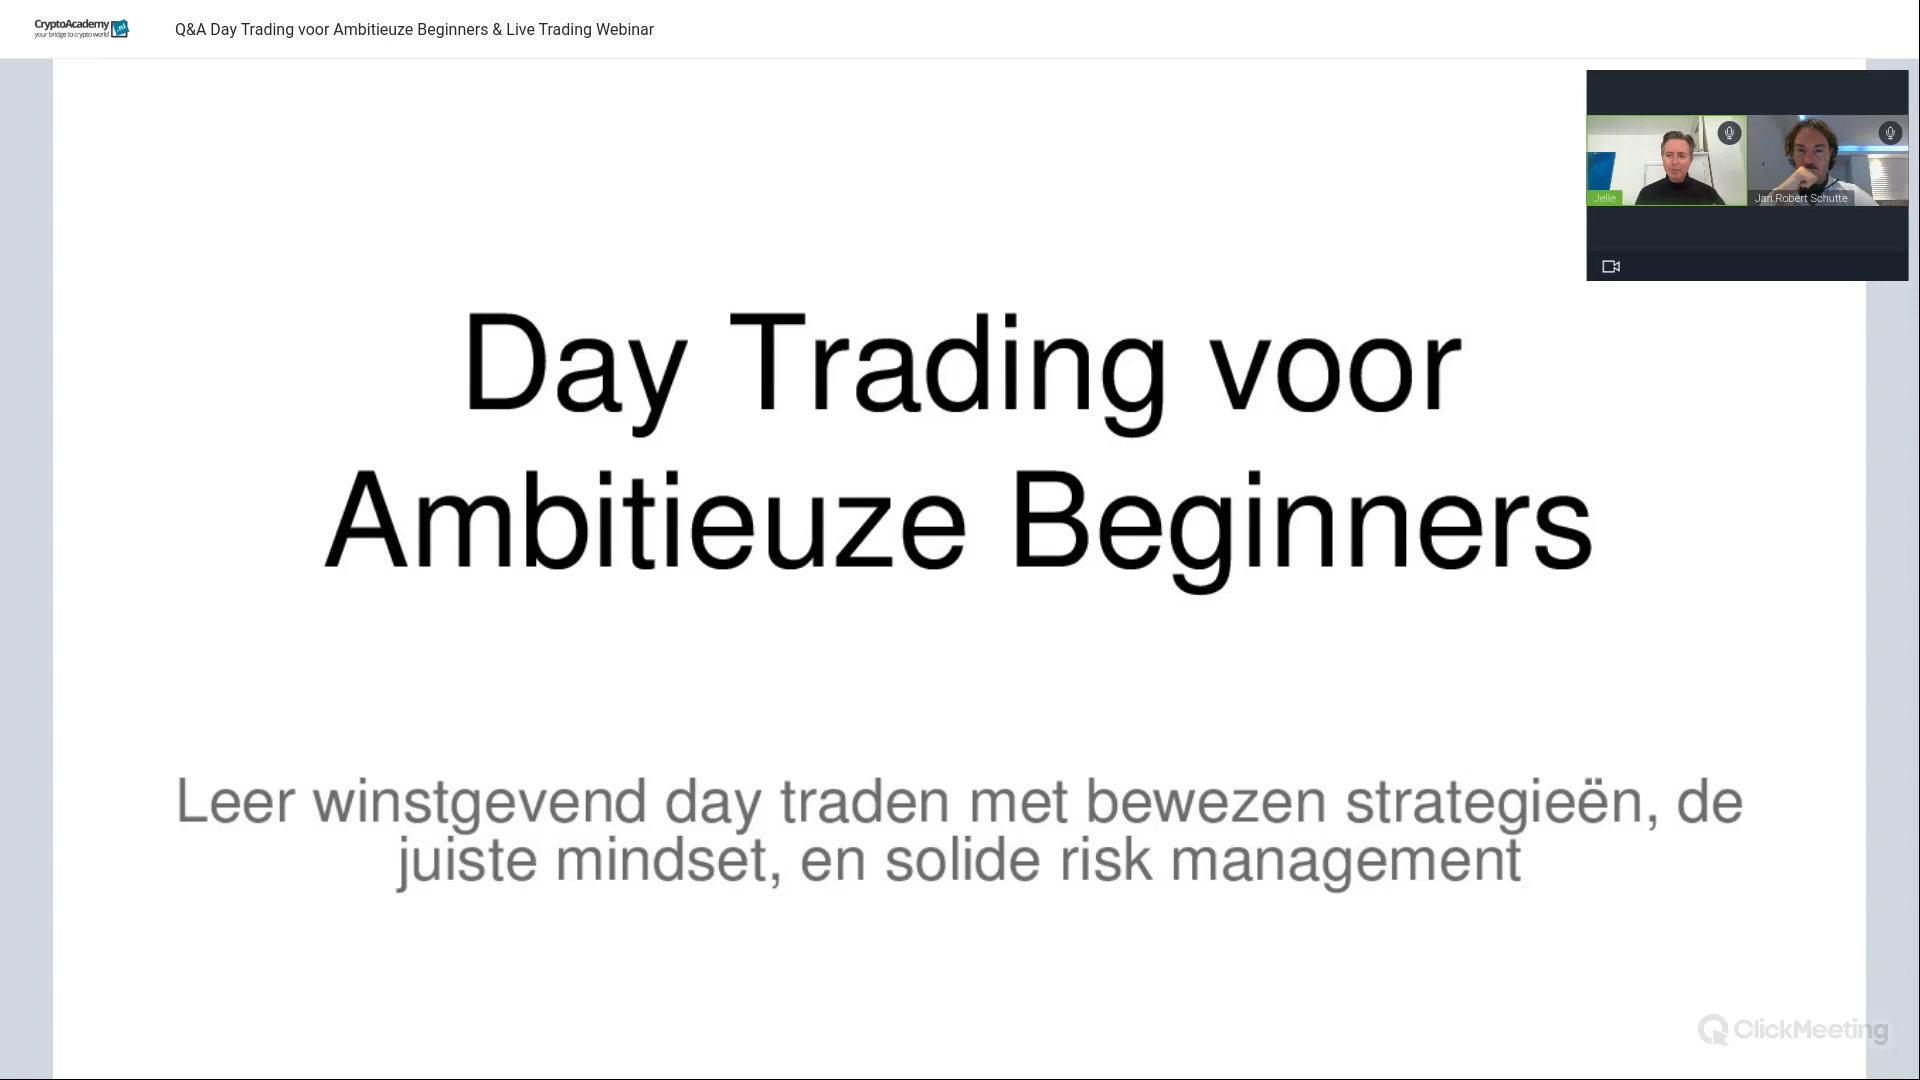 CryptoAcademy.nl
your bridge to crypto world
Q&A Day Trading voor Ambitieuze Beginners & Live Trading Webinar
Jelle
Jan Robert Schutte
Day Trading voor
Ambitieuze Beginners
Leer winstgevend day traden met bewezen strategieën, de
juiste mindset, en solide risk management
ClickMeeting